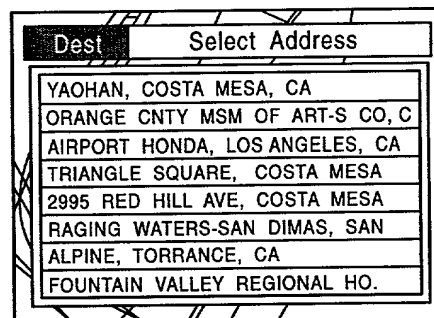 Dest Select Address
YAOHAN, COSTA MESA, CA
ORANGE CNTY MSM OF ART-S CO, C
AIRPORT HONDA, LOS ANGELES, CA
TRIANGLE SQUARE, COSTA MESA
2995 RED HILL AVE, COSTA MESA
RAGING WATERS-SAN DIMAS, SAN
ALPINE, TORRANCE, CA
FOUNTAIN VALLEY REGIONAL HO.